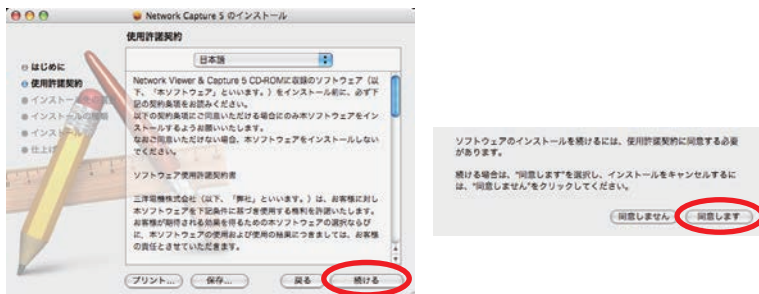 Network Capture 5 のインストール
使用許諾契約
日本語
はじめに
使用許諾契約
インストール
インストール
インストール
仕上げ
Network Viewer & Capture 5 CD-ROMに収録のソフトウェア（以
下、「本ソフトウェア」といいます。）をインストール前に、必ず下
記の契約条項をお読みください。
以下の契約条項にご同意いただける場合にのみ本ソフトウェアをイン
ストールするようお願いいたします。
なおご同意いただけない場合、本ソフトウェアをインストールしない
でください。
ソフトウェア使用許諾契約書
三洋電機株式会社（以下、「弊社」といいます。）は、お客様に対し
本ソフトウェアを下記条件に基づき使用する権利を許諾いたします。
お客様が期待される効果を得るための本ソフトウェアの選択ならび
に、本ソフトウェアの使用および使用の結果につきましては、お客様
の責任とさせていただきます。
プリント... 保存... 戻る 続ける
ソフトウェアのインストールを続けるには、使用許諾契約に同意する必要
があります。
続ける場合は、"同意します"を選択し、インストールをキャンセルするに
は、"同意しません"をクリックしてください。
同意しません 同意します